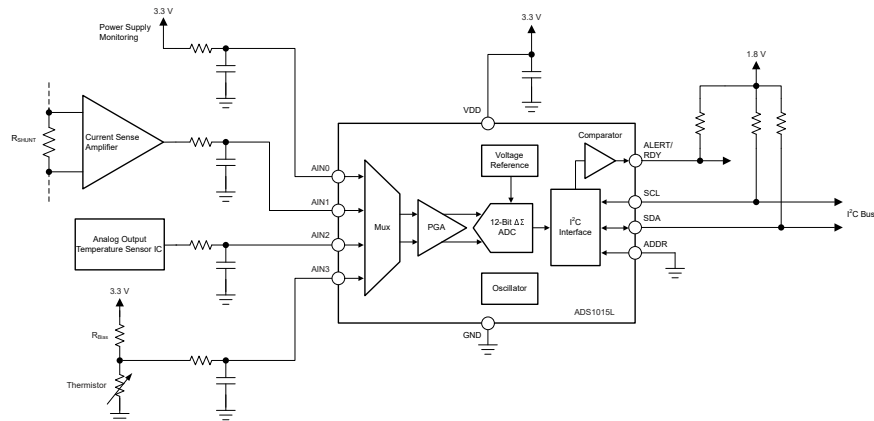 3.3 V
Power Supply
Monitoring
3.3 V
1.8 V
VDD
RSHUNT
Current Sense
Amplifier
Comparator
ALERT/
RDY
Voltage
Reference
AIN0
SCL
AIN1
I²C Bus
Mux
PGA
12-Bit ΔΣ
ADC
I²C
Interface
SDA
Analog Output
Temperature Sensor IC
AIN2
ADDR
AIN3
Oscillator
3.3 V
ADS1015L
GND
RBias
Thermistor